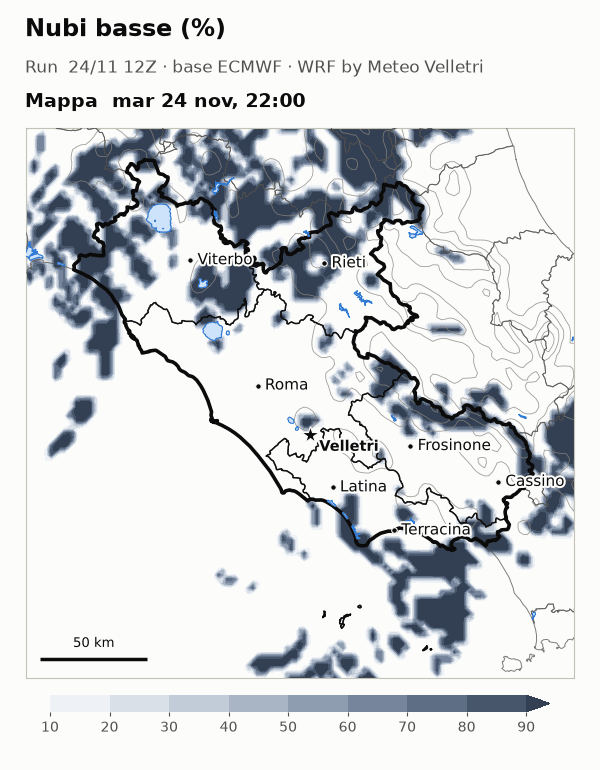 Nubi basse (%)
Run  24/11 12Z · base ECMWF · WRF by Meteo Velletri
Mappa  mar 24 nov, 22:00
Viterbo
Rieti
Roma
Velletri
Frosinone
Latina
Cassino
Terracina
50 km
10 20 30 40 50 60 70 80 90